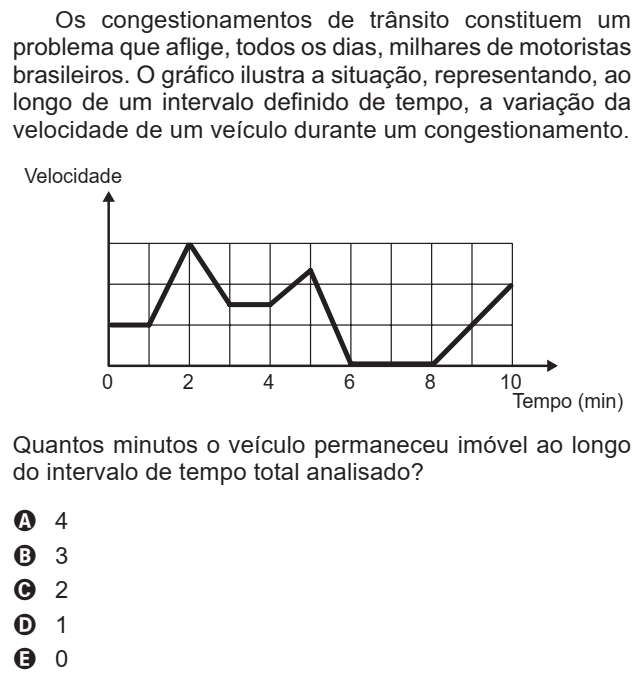 Os congestionamentos de trânsito constituem um
problema que aflige, todos os dias, milhares de motoristas
brasileiros. O gráfico ilustra a situação, representando, ao
longo de um intervalo definido de tempo, a variação da
velocidade de um veículo durante um congestionamento.
Velocidade
0 2 4 6 8 10
Tempo (min)
Quantos minutos o veículo permaneceu imóvel ao longo
do intervalo de tempo total analisado?
A 4
B 3
C 2
D 1
E 0